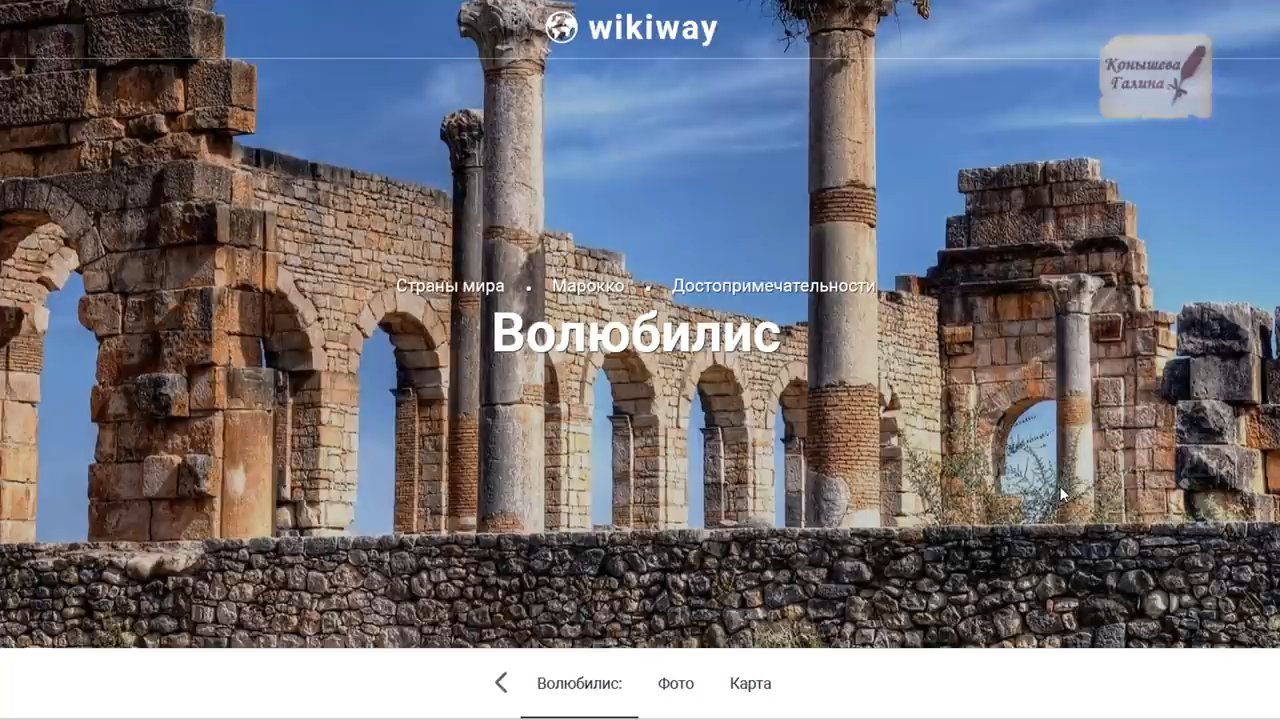 wikiway
Конышева
Галина
Страны мира • Марокко • Достопримечательности
Волюбилис
Волюбилис: Фото Карта